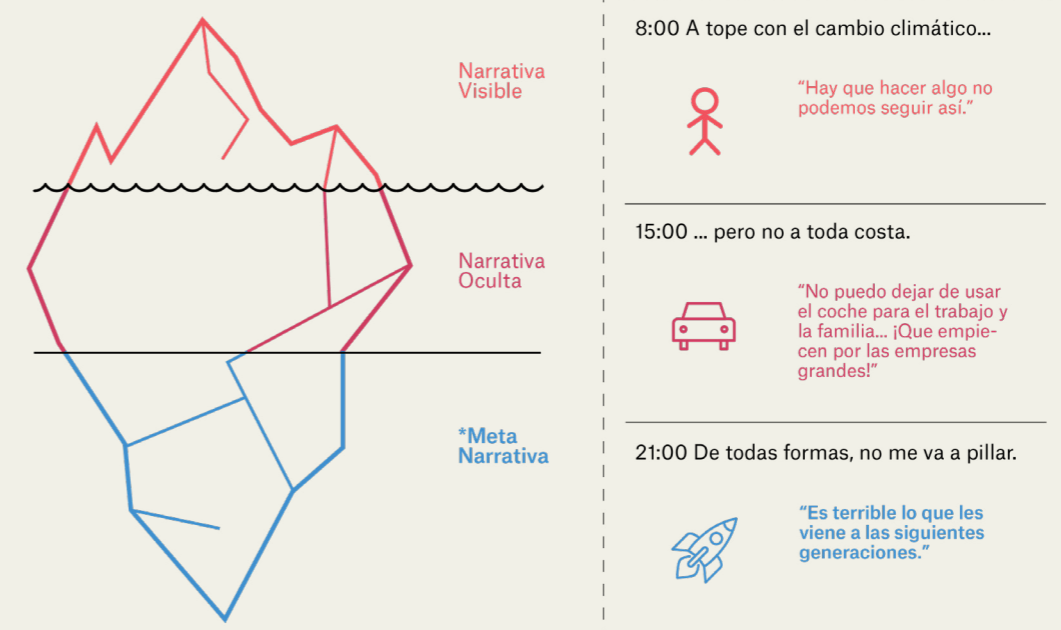 Narrativa
Visible
Narrativa
Oculta
*Meta
Narrativa
8:00 A tope con el cambio climático...
“Hay que hacer algo no
podemos seguir así.”
15:00 ... pero no a toda costa.
“No puedo dejar de usar
el coche para el trabajo y
la familia... ¡Que empie-
cen por las empresas
grandes!”
21:00 De todas formas, no me va a pillar.
“Es terrible lo que les
viene a las siguientes
generaciones.”